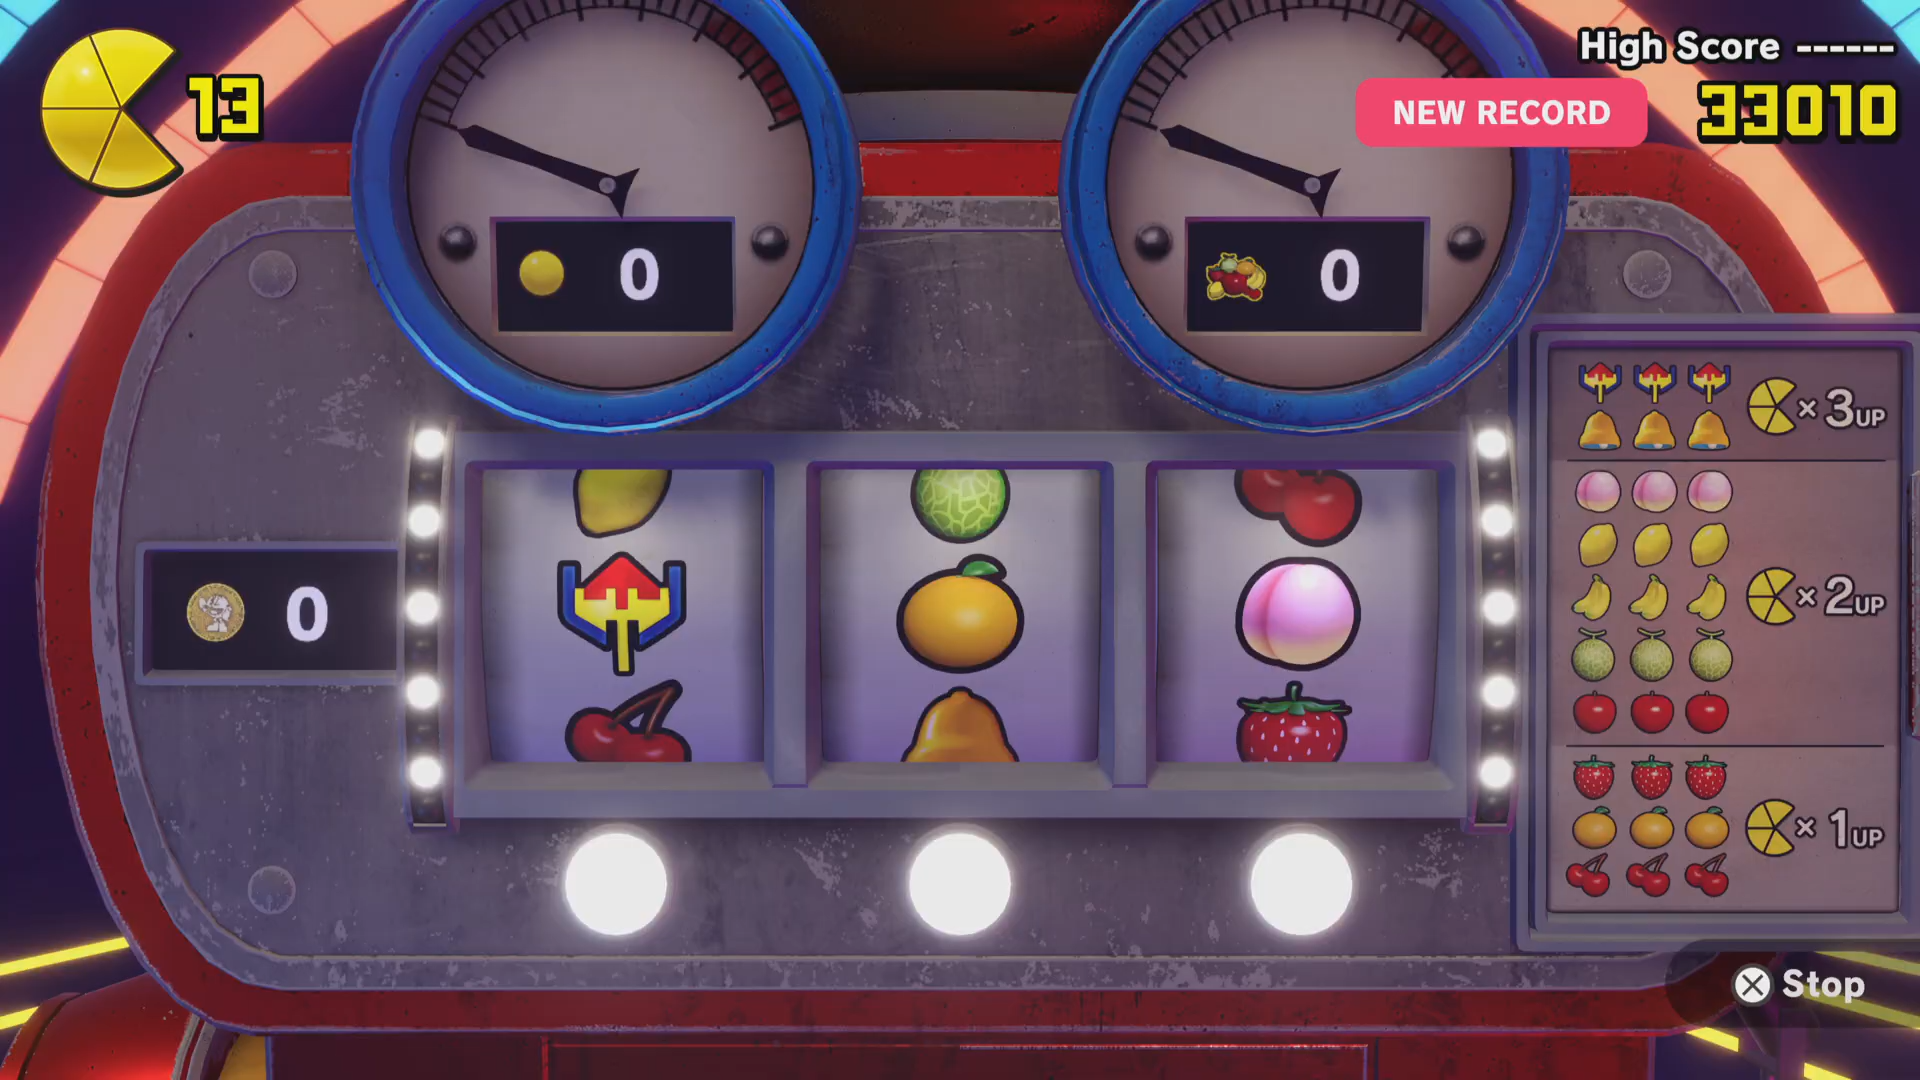 13
High Score ------
NEW RECORD
33010
0
0
0
× 3UP
× 2UP
× 1UP
Stop